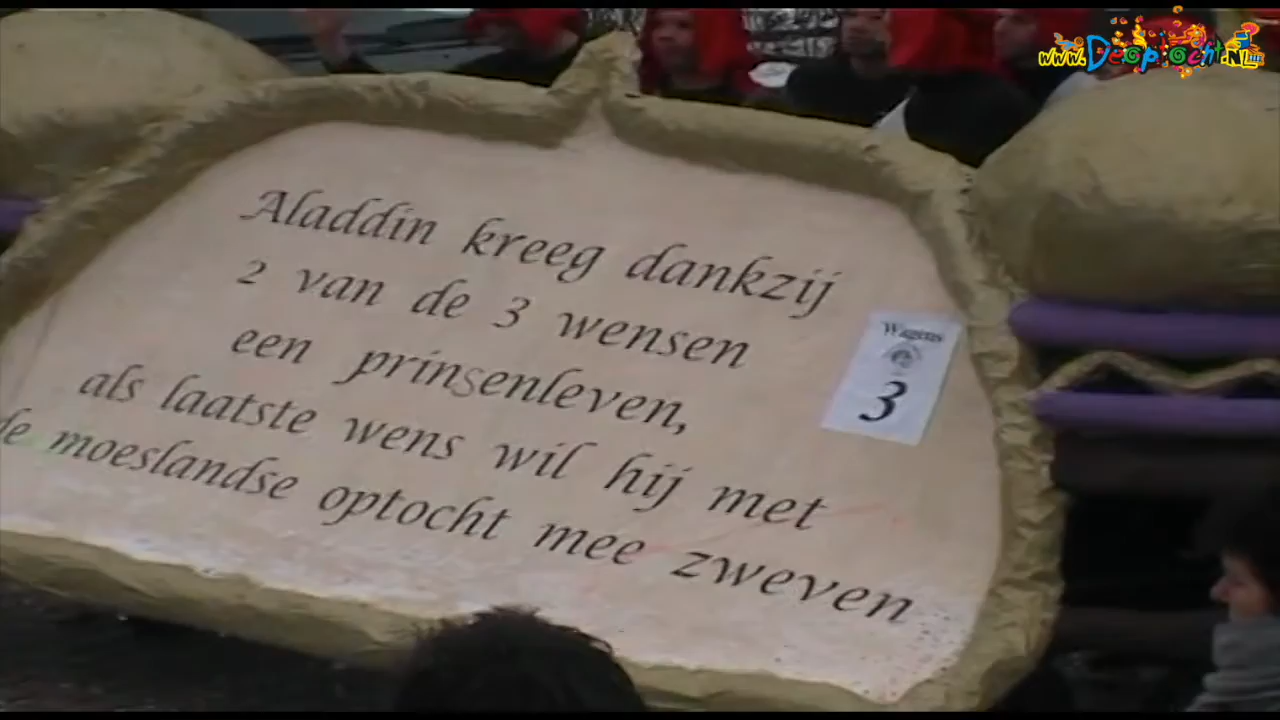 www.Deoptocht.NL
Aladdin kreeg dankzij
2 van de 3 wensen
een prinsenleven,
als laatste wens wil hij met
de moeslandse optocht mee zweven
Wagens
3